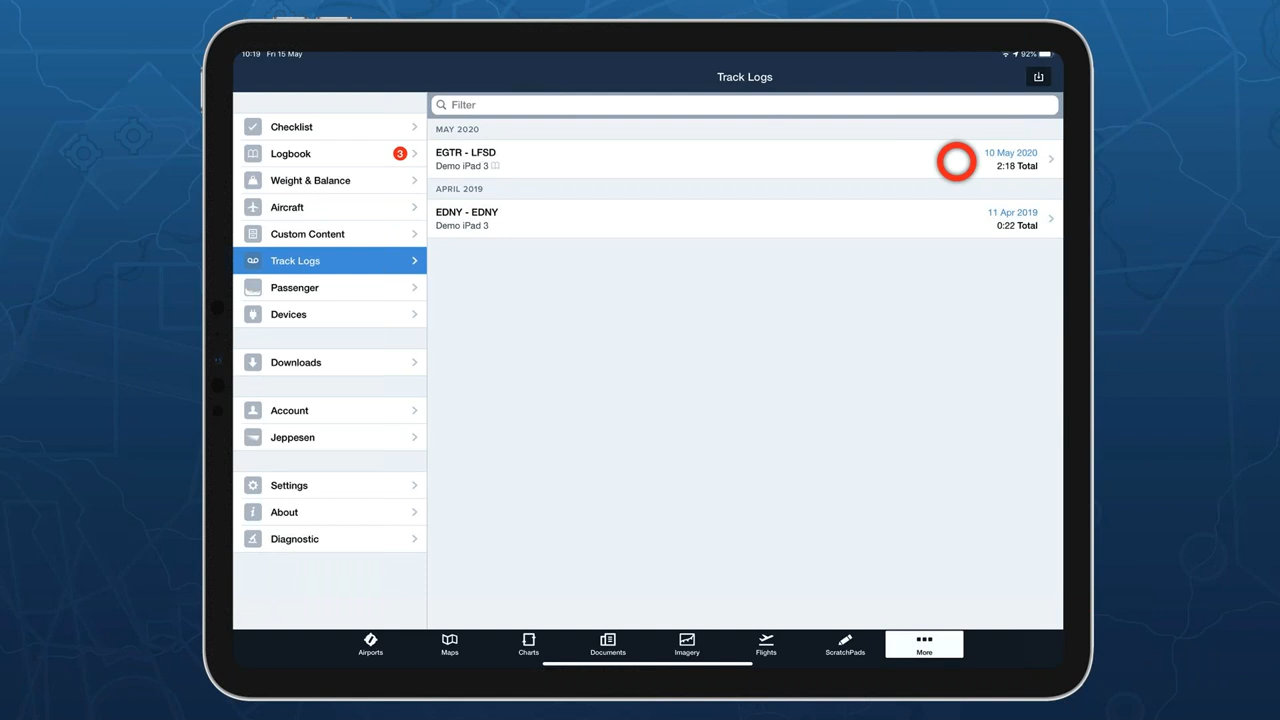 10:19 Fri 15 May
92%
Track Logs
Filter
Checklist
Logbook 3
Weight & Balance
Aircraft
Custom Content
Track Logs
Passenger
Devices
Downloads
Account
Jeppesen
Settings
About
Diagnostic
MAY 2020
EGTR - LFSD
10 May 2020
Demo iPad 3
2:18 Total
APRIL 2019
EDNY - EDNY
11 Apr 2019
Demo iPad 3
0:22 Total
Airports
Maps
Charts
Documents
Imagery
Flights
ScratchPads
More